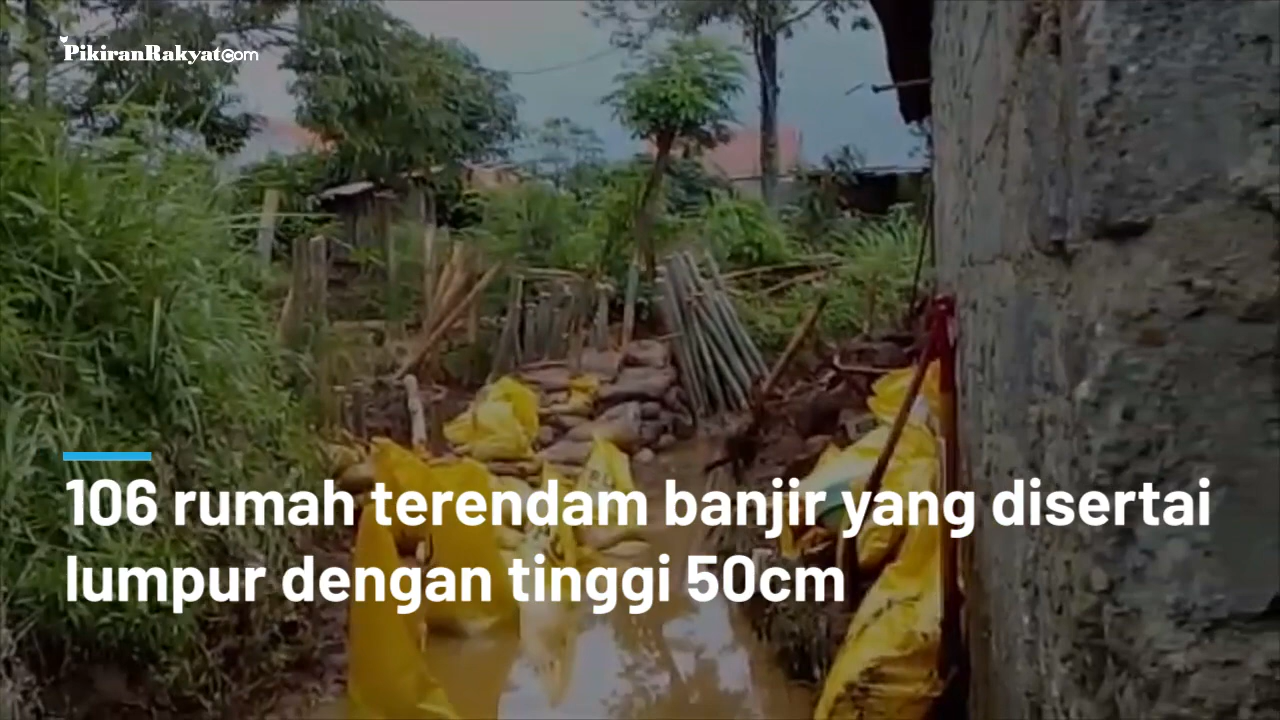 PikiranRakyat.com
106 rumah terendam banjir yang disertai
lumpur dengan tinggi 50cm